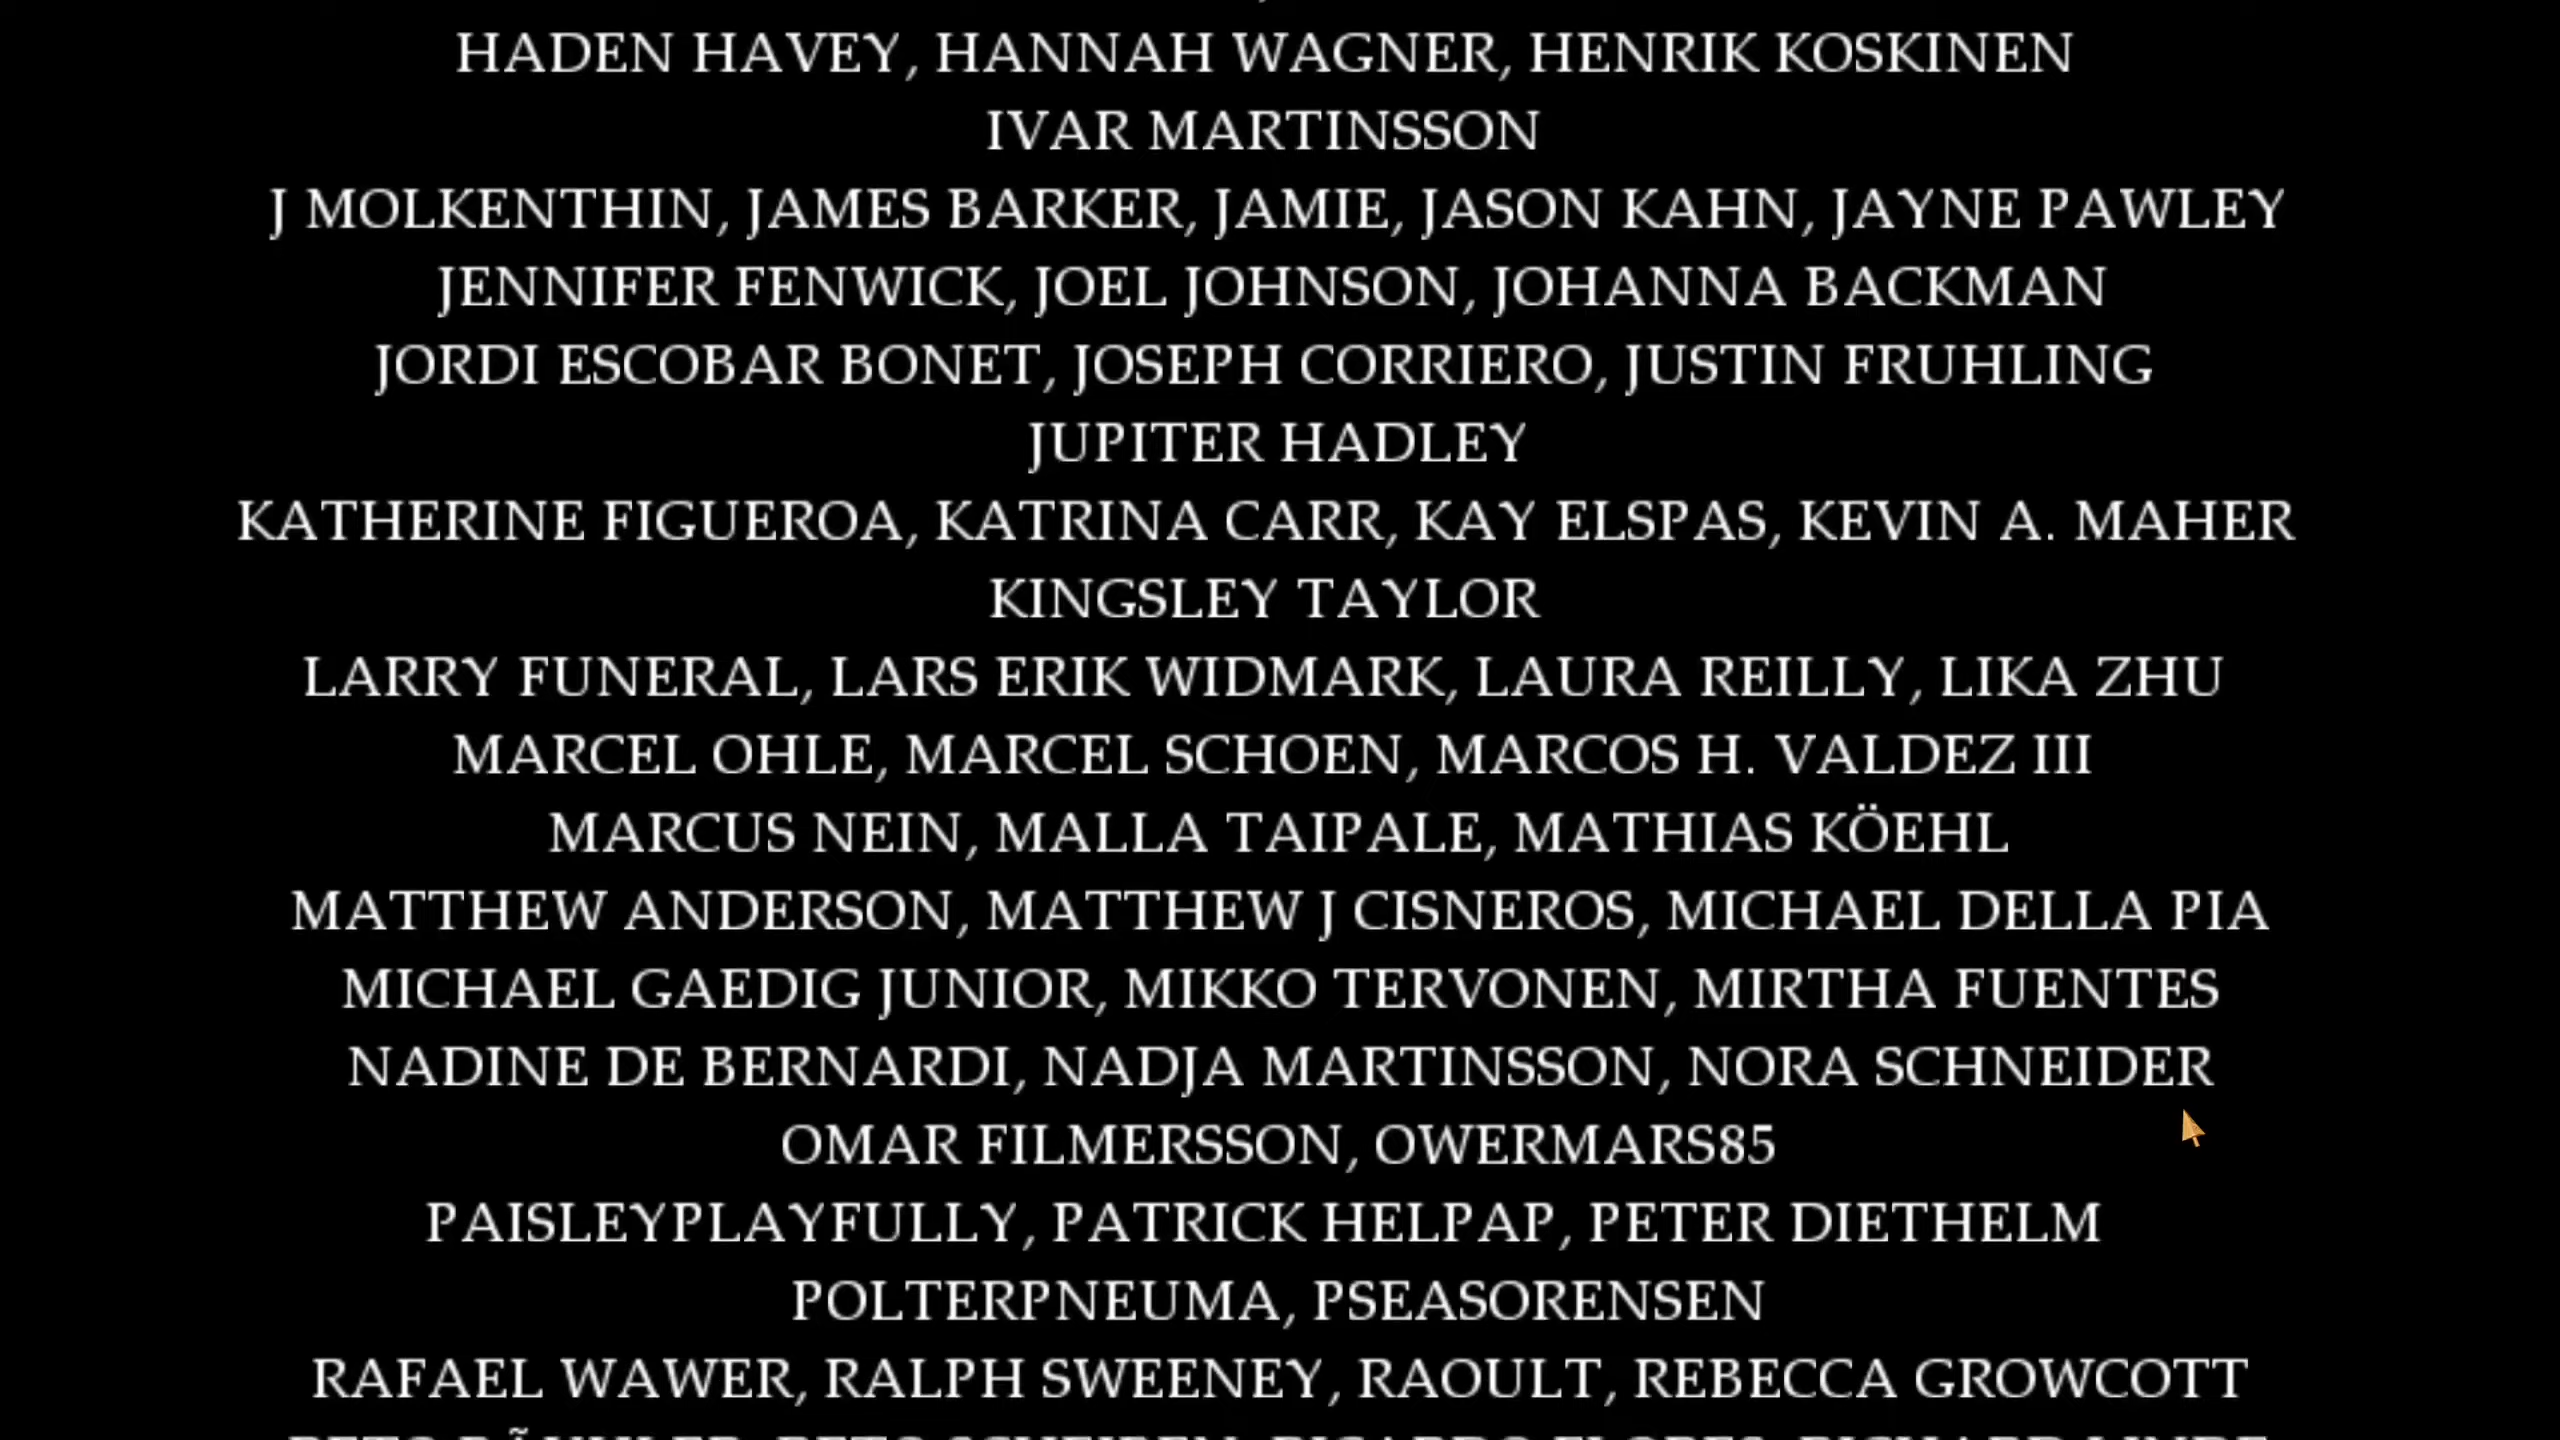 HADEN HAVEY, HANNAH WAGNER, HENRIK KOSKINEN
IVAR MARTINSSON
J MOLKENTHIN, JAMES BARKER, JAMIE, JASON KAHN, JAYNE PAWLEY
JENNIFER FENWICK, JOEL JOHNSON, JOHANNA BACKMAN
JORDI ESCOBAR BONET, JOSEPH CORRIERO, JUSTIN FRUHLING
JUPITER HADLEY
KATHERINE FIGUEROA, KATRINA CARR, KAY ELSPAS, KEVIN A. MAHER
KINGSLEY TAYLOR
LARRY FUNERAL, LARS ERIK WIDMARK, LAURA REILLY, LIKA ZHU
MARCEL OHLE, MARCEL SCHOEN, MARCOS H. VALDEZ III
MARCUS NEIN, MALLA TAIPALE, MATHIAS KÖEHL
MATTHEW ANDERSON, MATTHEW J CISNEROS, MICHAEL DELLA PIA
MICHAEL GAEDIG JUNIOR, MIKKO TERVONEN, MIRTHA FUENTES
NADINE DE BERNARDI, NADJA MARTINSSON, NORA SCHNEIDER
OMAR FILMERSSON, OWERMARS85
PAISLEYPLAYFULLY, PATRICK HELPAP, PETER DIETHELM
POLTERPNEUMA, PSEASORENSEN
RAFAEL WAWER, RALPH SWEENEY, RAOULT, REBECCA GROWCOTT